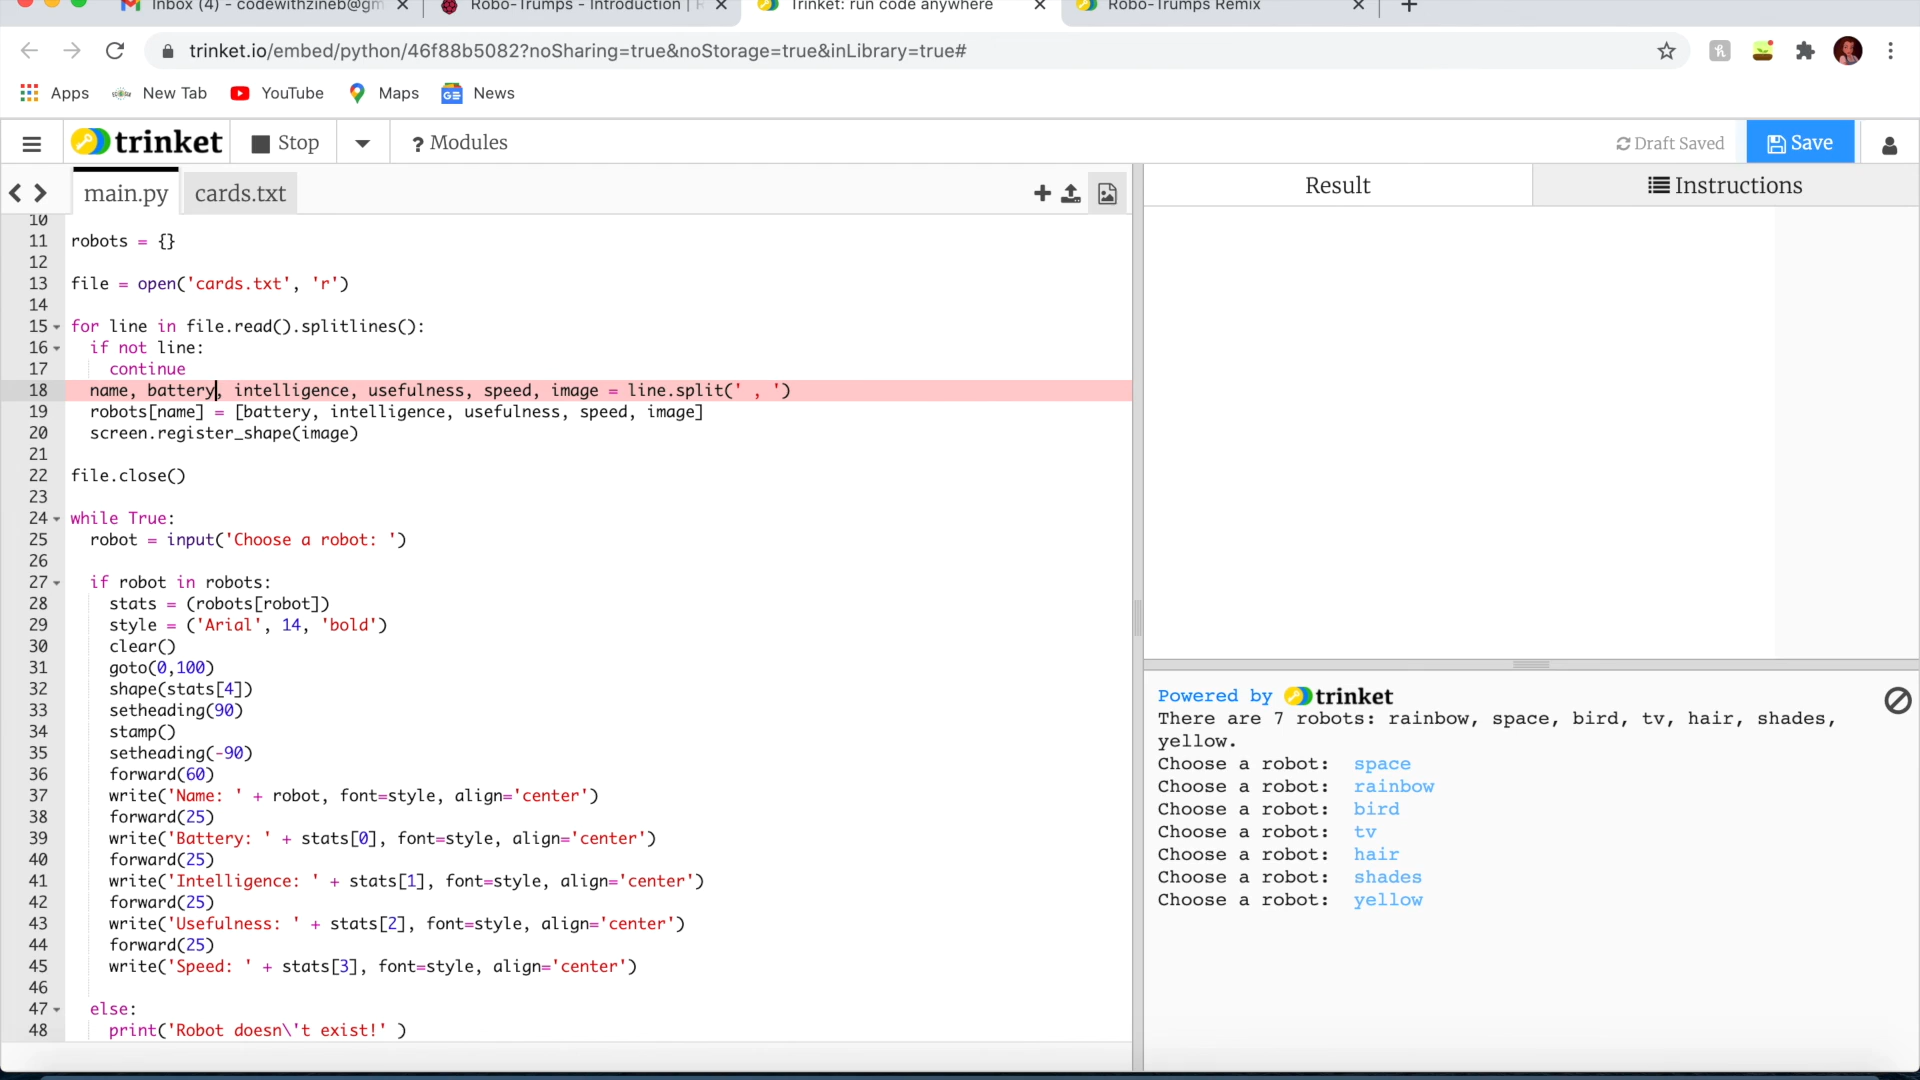 Inbox (4) - codewithzineb@gm
Robo-Trumps - Introduction | R
Trinket: run code anywhere
Robo-Trumps Remix
trinket.io/embed/python/46f88b5082?noSharing=true&noStorage=true&inLibrary=true#
Apps New Tab YouTube Maps News
trinket Stop ? Modules Draft Saved Save
main.py cards.txt Result Instructions
10
11 robots = {}
12
13 file = open('cards.txt', 'r')
14
15 for line in file.read().splitlines():
16 if not line:
17 continue
18 name, battery, intelligence, usefulness, speed, image = line.split(' , ')
19 robots[name] = [battery, intelligence, usefulness, speed, image]
20 screen.register_shape(image)
21
22 file.close()
23
24 while True:
25 robot = input('Choose a robot: ')
26
27 if robot in robots:
28 stats = (robots[robot])
29 style = ('Arial', 14, 'bold')
30 clear()
31 goto(0,100)
32 shape(stats[4])
33 setheading(90)
34 stamp()
35 setheading(-90)
36 forward(60)
37 write('Name: ' + robot, font=style, align='center')
38 forward(25)
39 write('Battery: ' + stats[0], font=style, align='center')
40 forward(25)
41 write('Intelligence: ' + stats[1], font=style, align='center')
42 forward(25)
43 write('Usefulness: ' + stats[2], font=style, align='center')
44 forward(25)
45 write('Speed: ' + stats[3], font=style, align='center')
46
47 else:
48 print('Robot doesn\'t exist!' )
Powered by trinket
There are 7 robots: rainbow, space, bird, tv, hair, shades,
yellow.
Choose a robot: space
Choose a robot: rainbow
Choose a robot: bird
Choose a robot: tv
Choose a robot: hair
Choose a robot: shades
Choose a robot: yellow